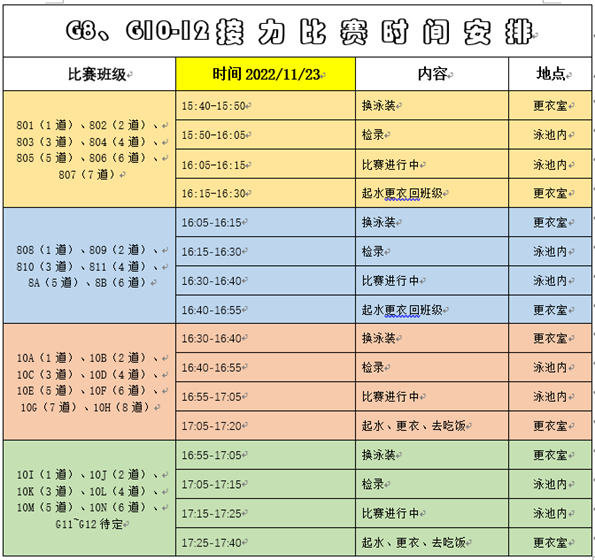 G8、G10-12接力比赛时间安排
比赛班级 时间 2022/11/23 内容 地点
801（1道）、802（2道）、
803（3道）、804（4道）、
805（5道）、806（6道）、
807（7道）
15:40-15:50 换泳装 更衣室
15:50-16:05 检录 泳池内
16:05-16:15 比赛进行中 泳池内
16:15-16:30 起水更衣回班级 更衣室
808（1道）、809（2道）、
810（3道）、811（4道）、
8A（5道）、8B（6道）
16:05-16:15 换泳装 更衣室
16:15-16:30 检录 泳池内
16:30-16:40 比赛进行中 泳池内
16:40-16:55 起水更衣回班级 更衣室
10A（1道）、10B（2道）、
10C（3道）、10D（4道）、
10E（5道）、10F（6道）、
10G（7道）、10H（8道）
16:30-16:40 换泳装 更衣室
16:40-16:55 检录 泳池内
16:55-17:05 比赛进行中 泳池内
17:05-17:20 起水、更衣、去吃饭 更衣室
10I（1道）、10J（2道）、
10K（3道）、10L（4道）、
10M（5道）、10N（6道）、
G11~G12待定
16:55-17:05 换泳装 更衣室
17:05-17:15 检录 泳池内
17:15-17:25 比赛进行中 泳池内
17:25-17:40 起水、更衣、去吃饭 更衣室